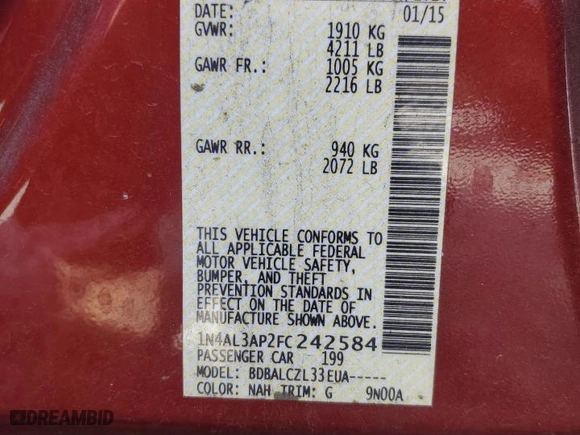 DATE: 01/15
GVWR: 1910 KG
4211 LB
GAWR FR.: 1005 KG
2216 LB
GAWR RR.: 940 KG
2072 LB
THIS VEHICLE CONFORMS TO
ALL APPLICABLE FEDERAL
MOTOR VEHICLE SAFETY,
BUMPER, AND THEFT
PREVENTION STANDARDS IN
EFFECT ON THE DATE OF
MANUFACTURE SHOWN ABOVE.
1N4AL3AP2FC242584
PASSENGER CAR 199
MODEL: BDBALCZL33EUA-----
COLOR: NAH TRIM: G 9N00A
DREAMBID